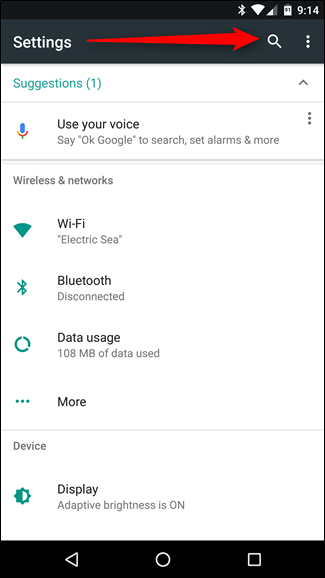 9:14
Settings
Suggestions (1)
Use your voice
Say "Ok Google" to search, set alarms & more
Wireless & networks
Wi-Fi
"Electric Sea"
Bluetooth
Disconnected
Data usage
108 MB of data used
More
Device
Display
Adaptive brightness is ON